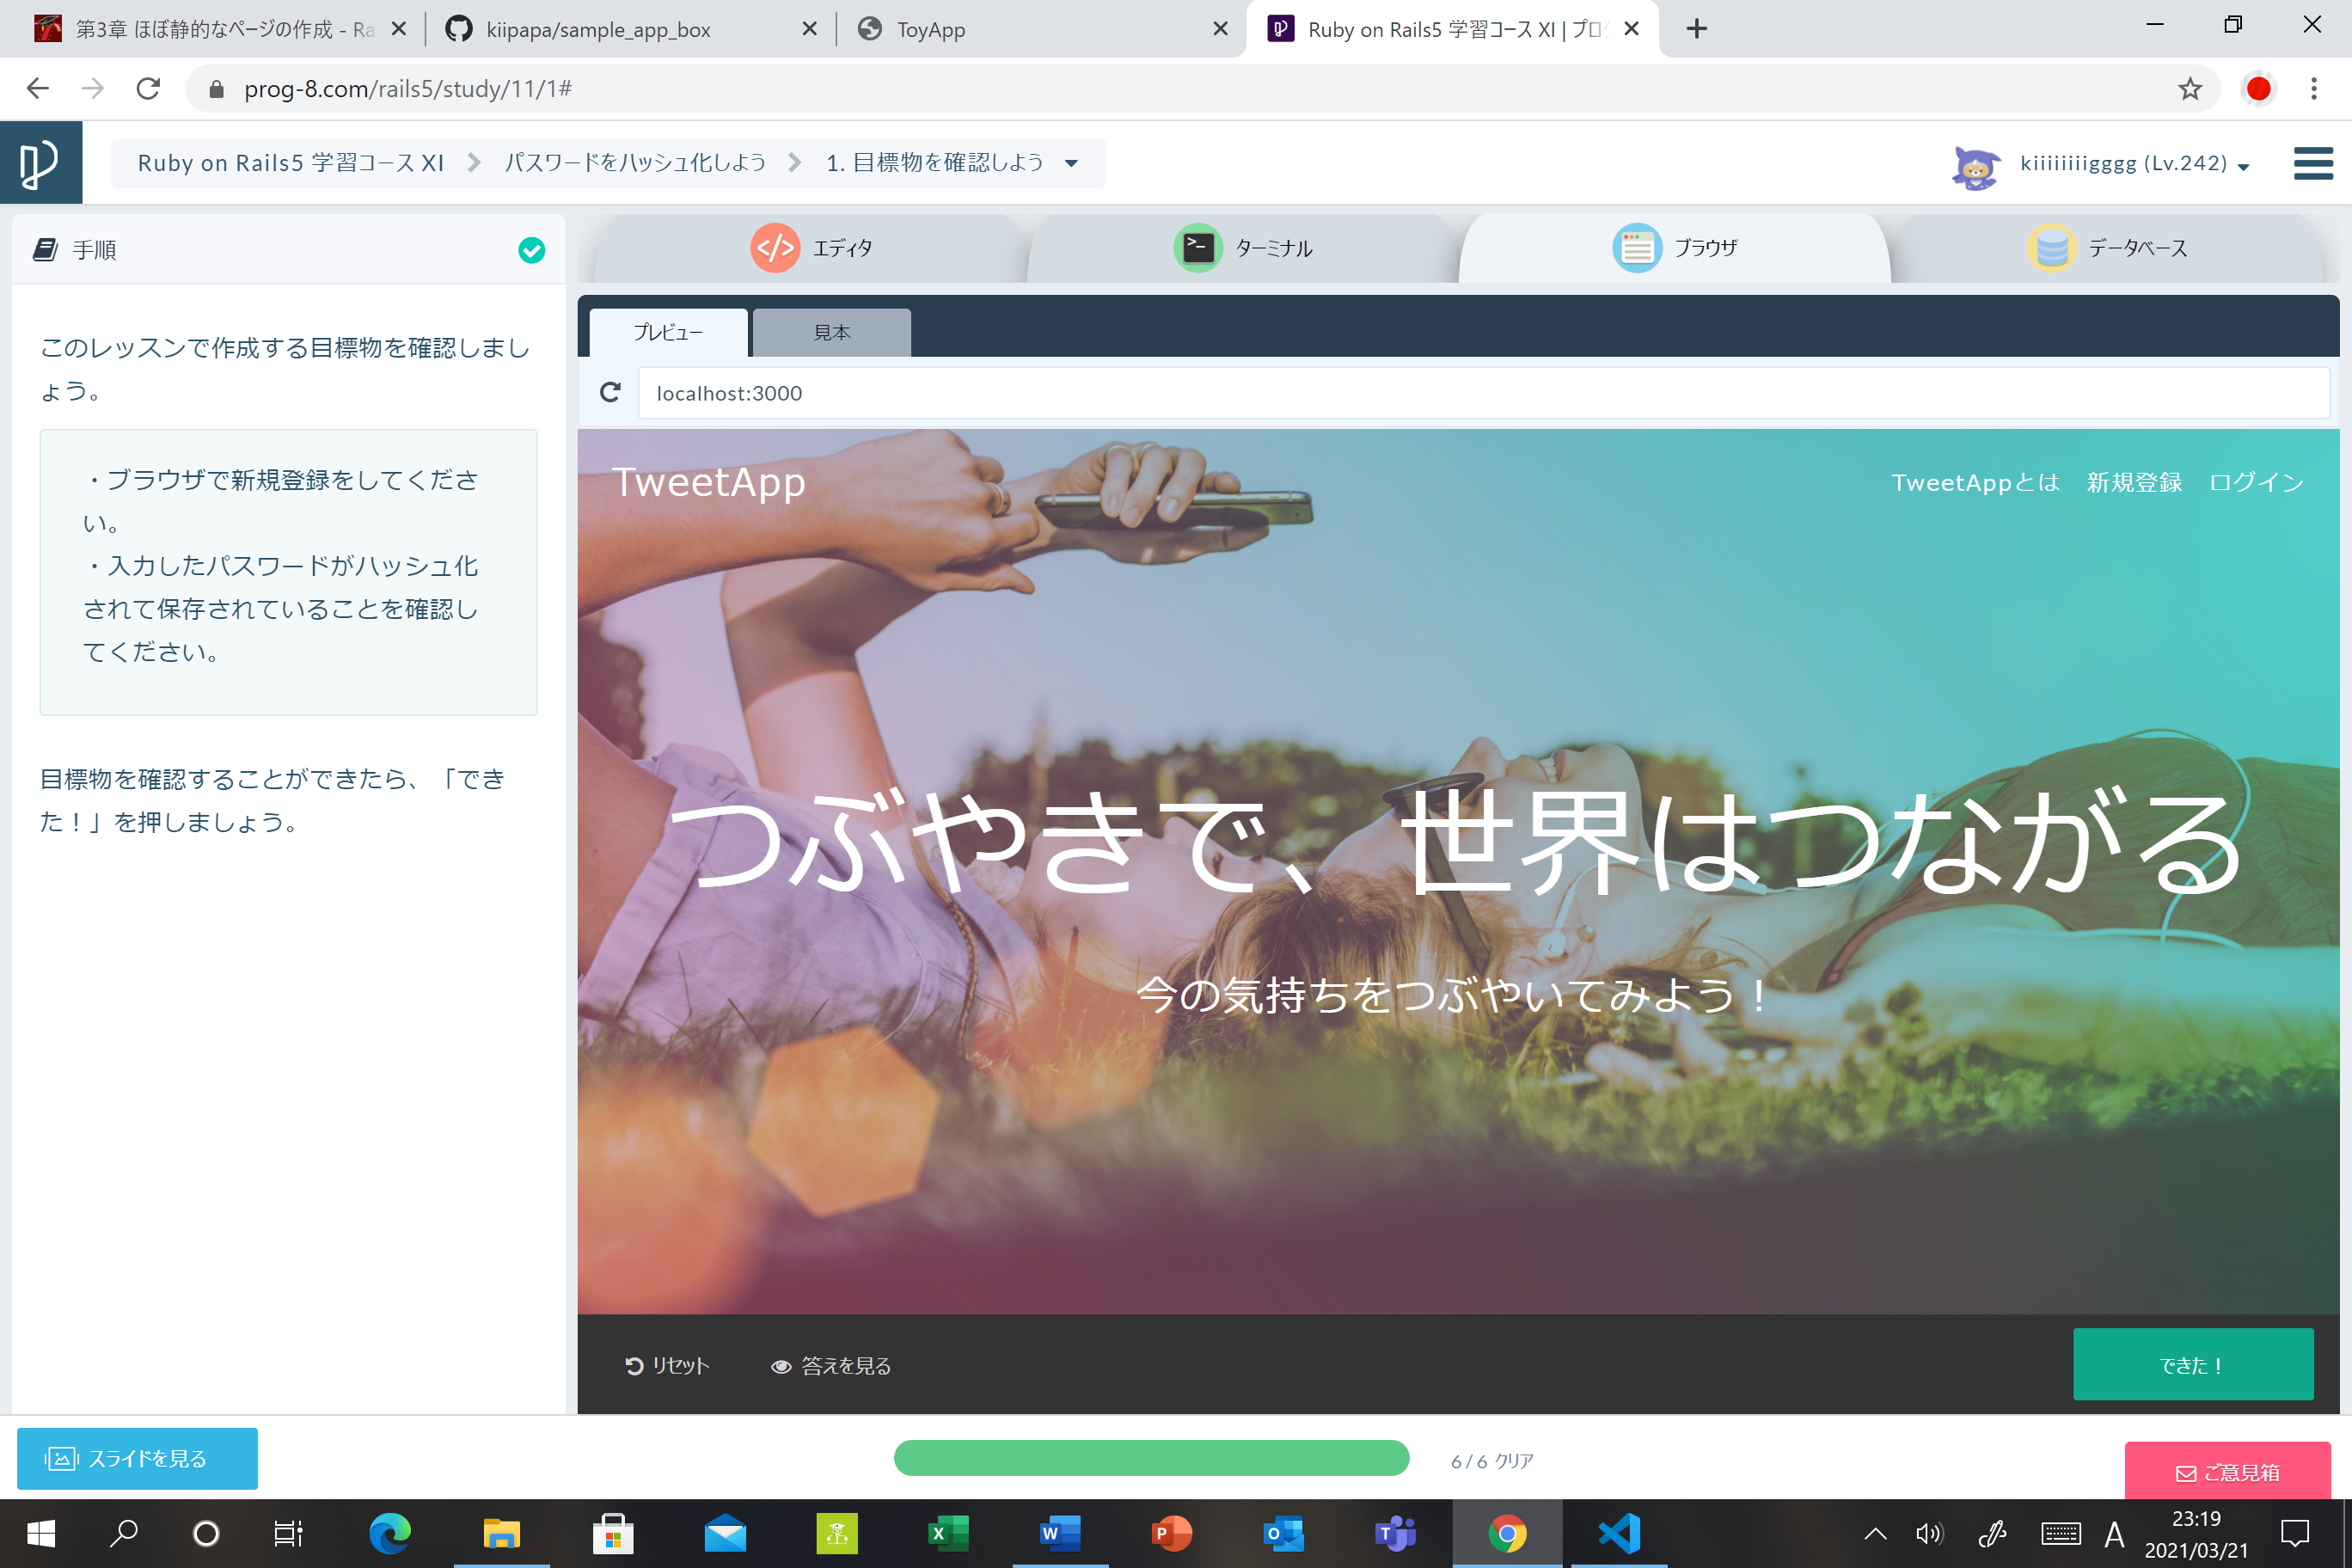 第3章 ほぼ静的なページの作成 - Ra
kiipapa/sample_app_box
ToyApp
Ruby on Rails5 学習コース XI | プログ
prog-8.com/rails5/study/11/1#
Ruby on Rails5 学習コース XI
パスワードをハッシュ化しよう
1. 目標物を確認しよう
kiiiiiiigggg (Lv.242)
手順
エディタ
ターミナル
ブラウザ
データベース
このレッスンで作成する目標物を確認しまし
ょう。
・ブラウザで新規登録をしてくださ
い。
・入力したパスワードがハッシュ化
されて保存されていることを確認し
てください。
目標物を確認することができたら、「でき
た！」を押しましょう。
プレビュー
見本
localhost:3000
TweetApp
TweetAppとは 新規登録 ログイン
つぶやきで、世界はつながる
今の気持ちをつぶやいてみよう！
リセット
答えを見る
できた！
スライドを見る
6 / 6 クリア
ご意見箱
A
23:19
2021/03/21